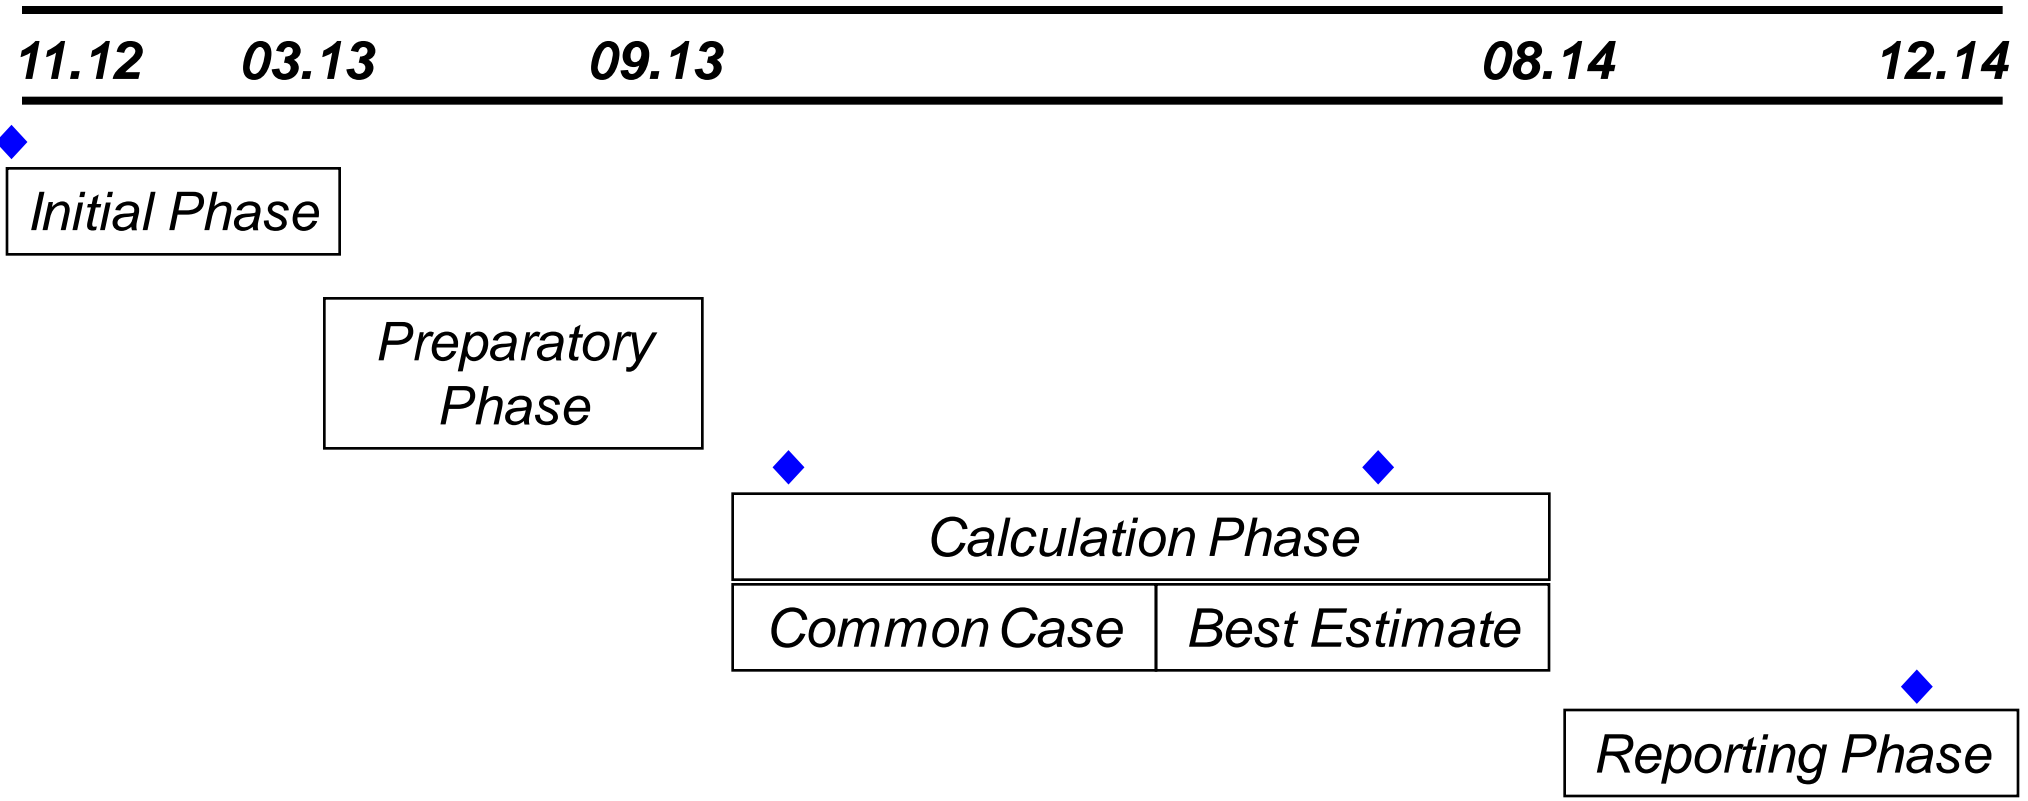 11.12 03.13 09.13 08.14 12.14
Initial Phase
Preparatory
Phase
Calculation Phase
Common Case Best Estimate
Reporting Phase